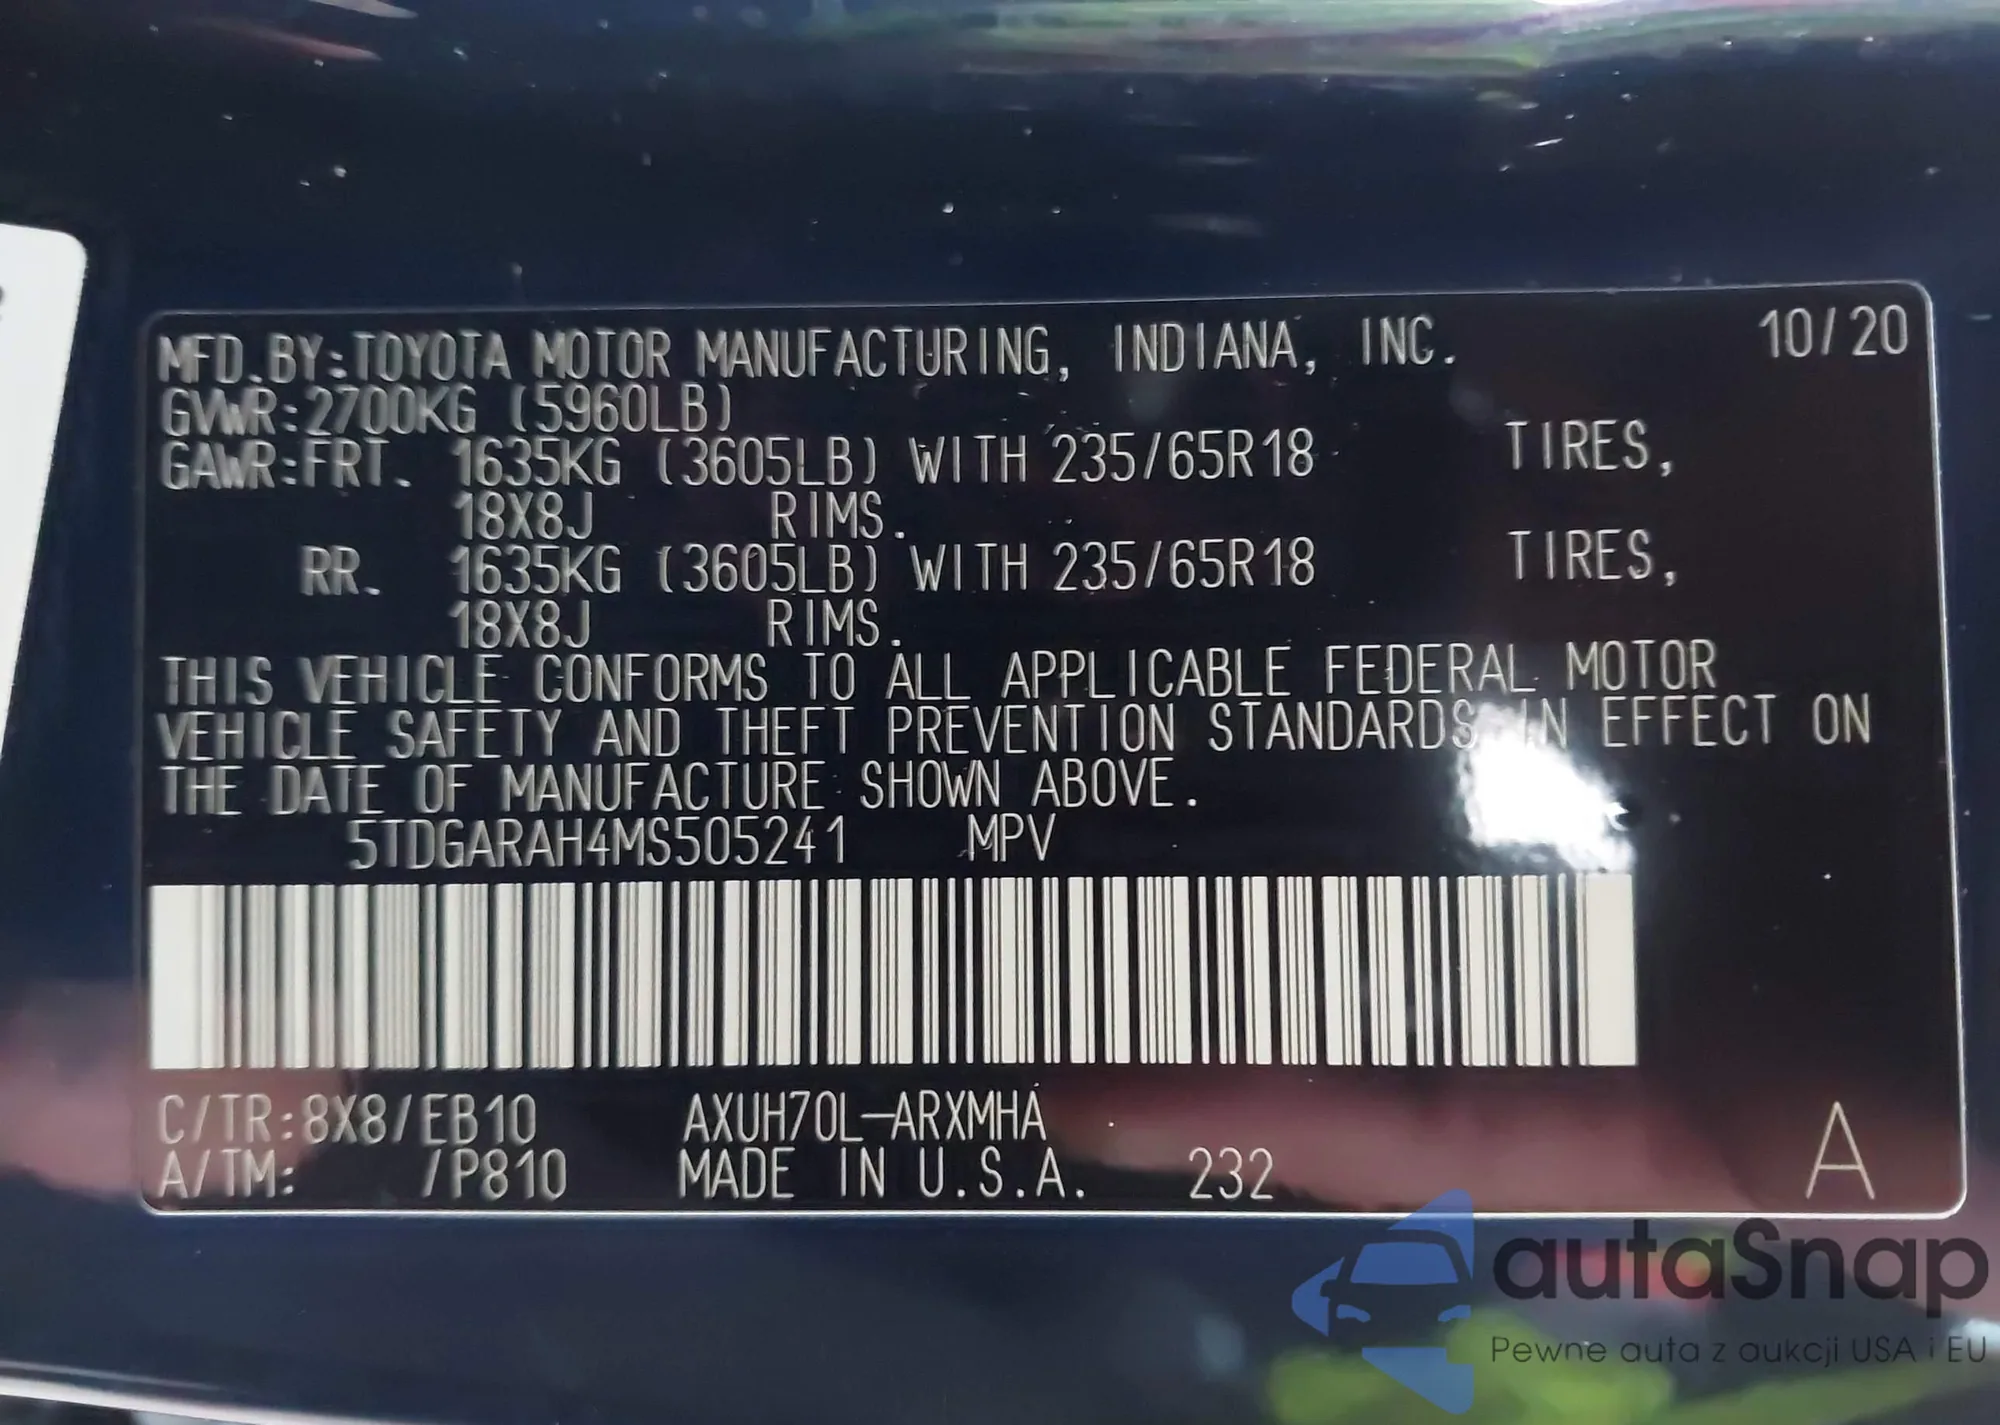 MFD.BY:TOYOTA MOTOR MANUFACTURING, INDIANA, INC. 10/20
GVWR:2700KG (5960LB)
GAWR:FRT. 1635KG (3605LB) WITH 235/65R18 TIRES,
18X8J RIMS.
RR. 1635KG (3605LB) WITH 235/65R18 TIRES,
18X8J RIMS.
THIS VEHICLE CONFORMS TO ALL APPLICABLE FEDERAL MOTOR
VEHICLE SAFETY AND THEFT PREVENTION STANDARDS IN EFFECT ON
THE DATE OF MANUFACTURE SHOWN ABOVE.
5TDGARAH4MS505241 MPV
C/TR:8X8/EB10 AXUH70L-ARXMHA
A/TM: /P810 MADE IN U.S.A. 232 A
autaSnap
Pewne auta z aukcji USA i EU